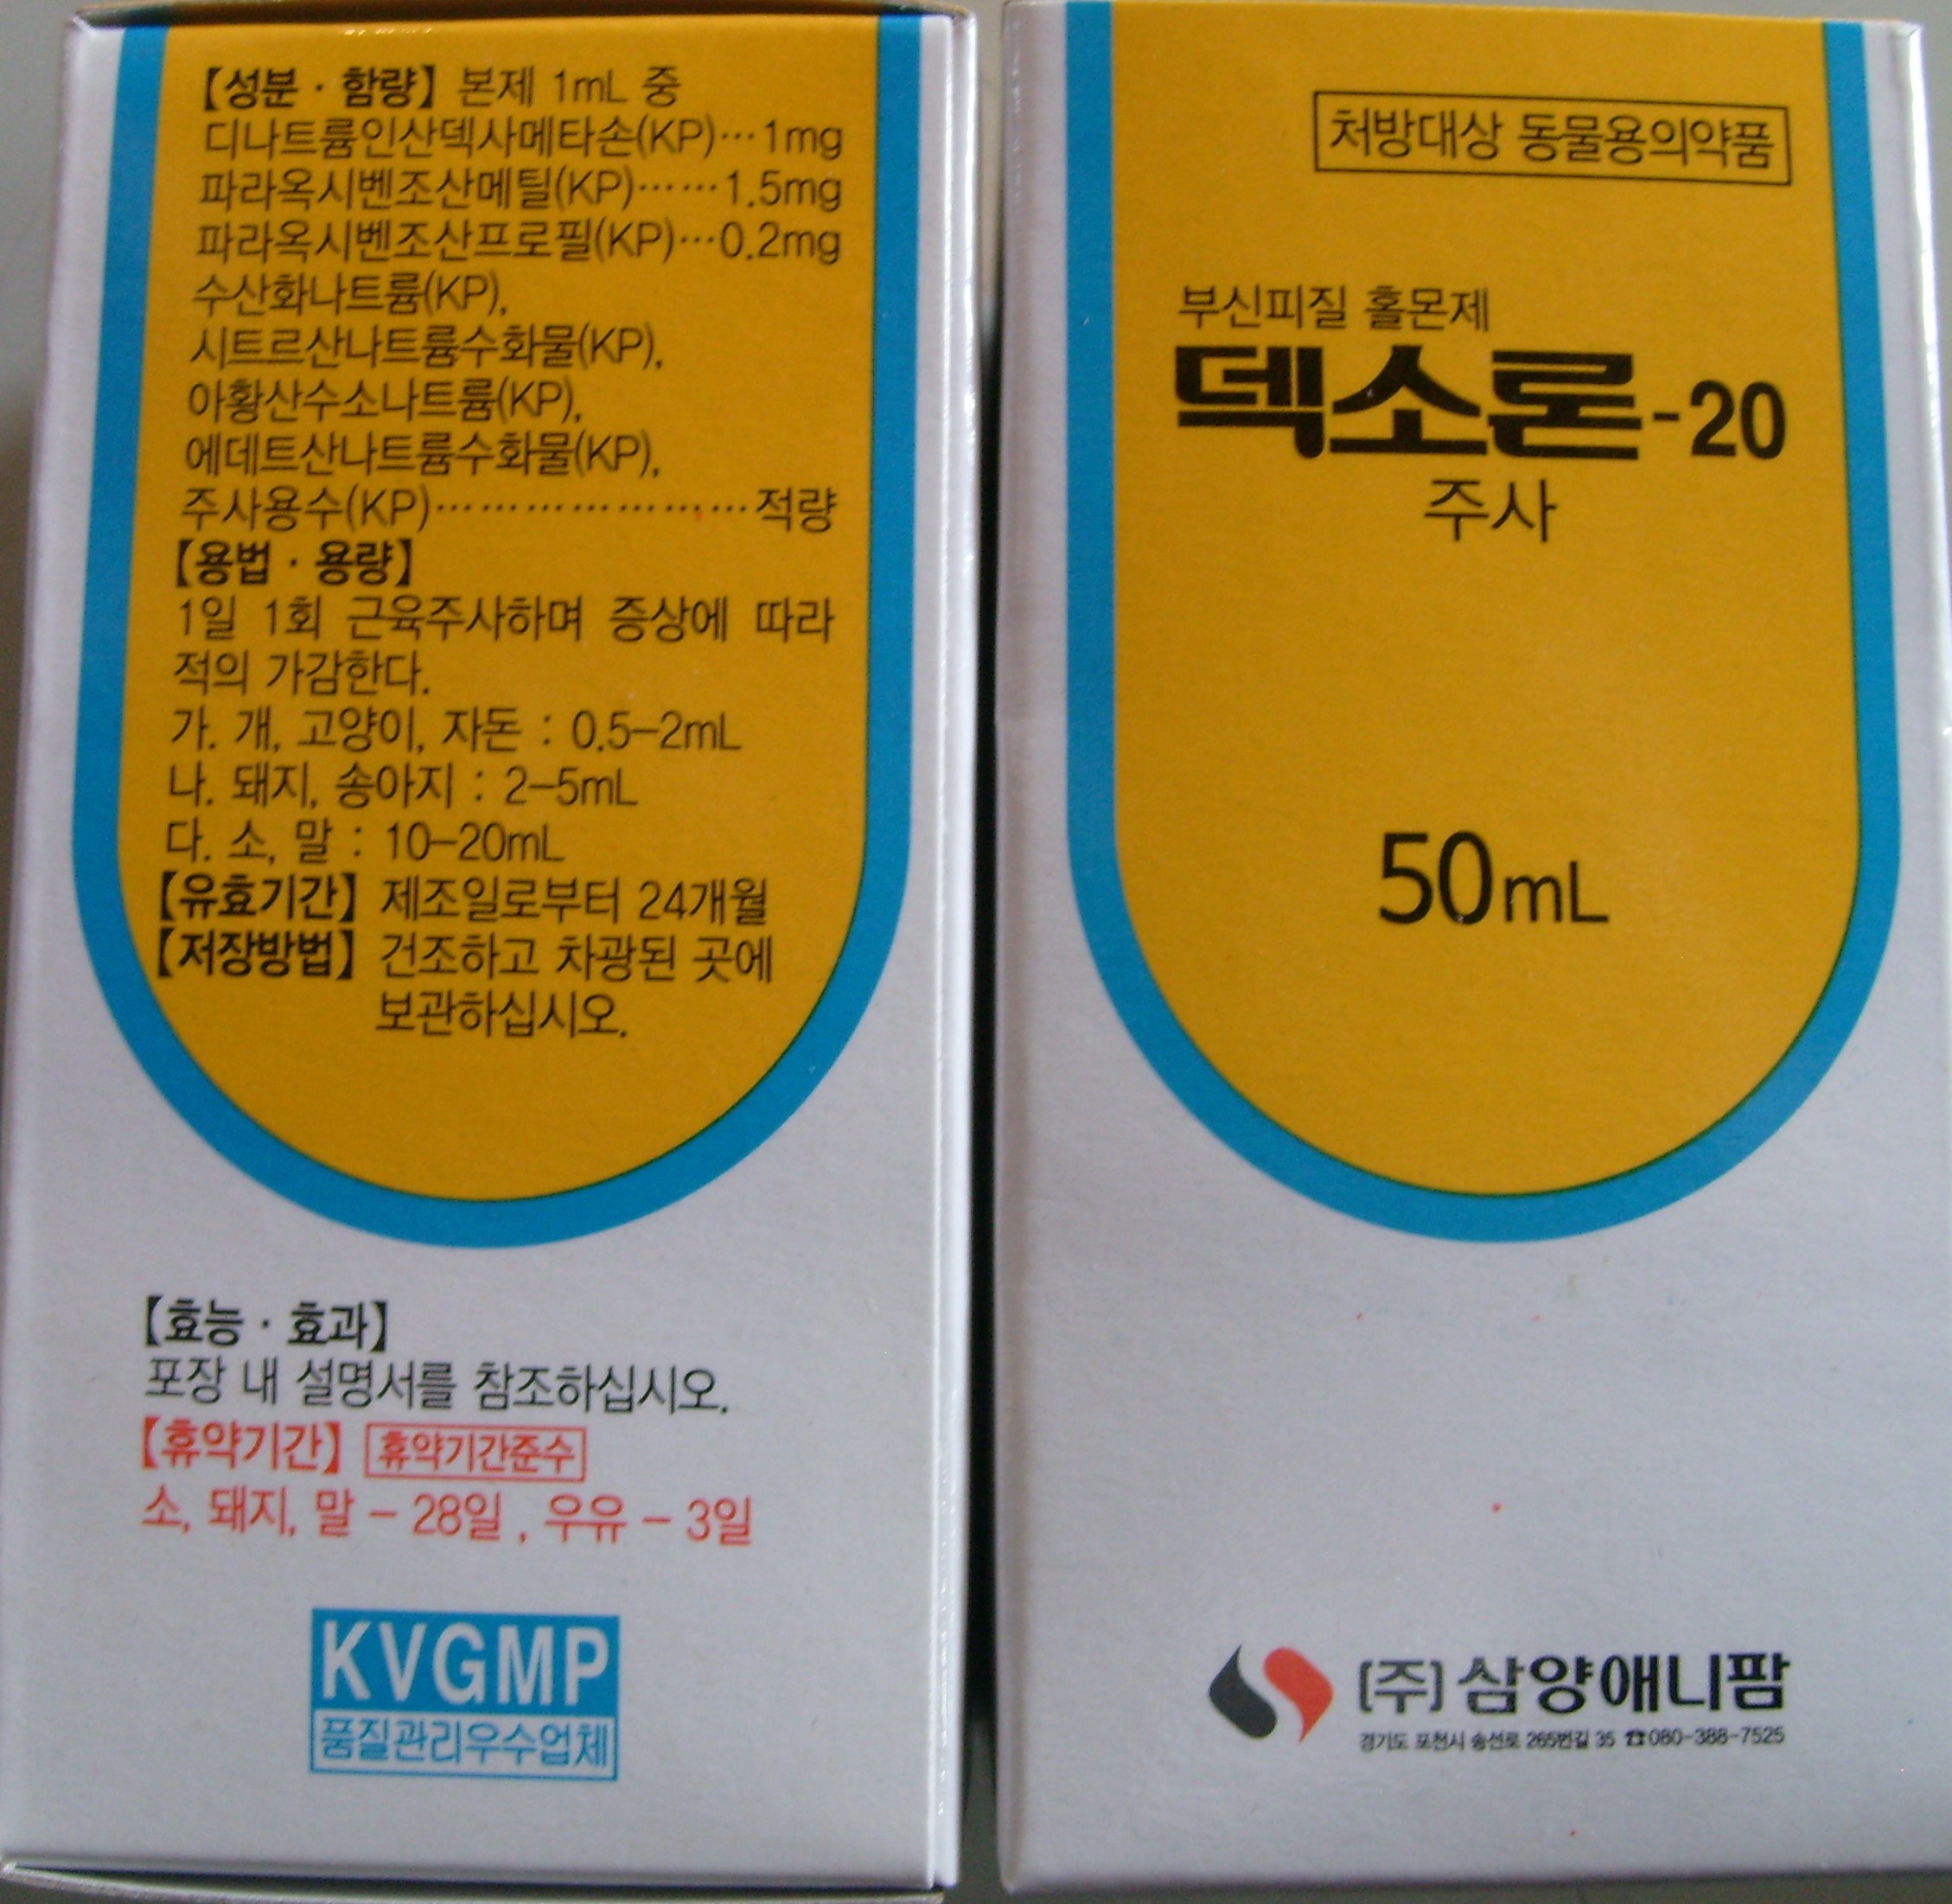 【성분 · 함량】 본제 1mL 중
디나트륨인산덱사메타손(KP)…1mg
파라옥시벤조산메틸(KP)……1.5mg
파라옥시벤조산프로필(KP)…0.2mg
수산화나트륨(KP),
시트르산나트륨수화물(KP),
아황산수소나트륨(KP),
에데트산나트륨수화물(KP),
주사용수(KP)…………………적량
【용법 · 용량】
1일 1회 근육주사하며 증상에 따라
적의 가감한다.
가. 개, 고양이, 자돈 : 0.5-2mL
나. 돼지, 송아지 : 2-5mL
다. 소, 말 : 10-20mL
【유효기간】 제조일로부터 24개월
【저장방법】 건조하고 차광된 곳에
보관하십시오.
【효능 · 효과】
포장 내 설명서를 참조하십시오.
【휴약기간】 휴약기간준수
소, 돼지, 말 - 28일 , 우유 - 3일
KVGMP
품질관리우수업체
처방대상 동물용의약품
부신피질 홀몬제
덱소론-20
주사
50mL
(주)삼양애니팜
경기도 포천시 송선로 265번길 35 ☎080-388-7525